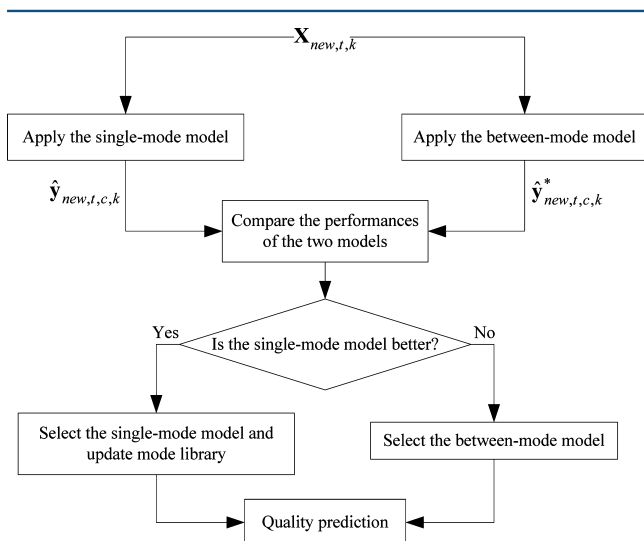 X new,t,k
Apply the single-mode model
Apply the between-mode model
ŷ new,t,c,k
ŷ* new,t,c,k
Compare the performances
of the two models
Yes
Is the single-mode model better?
No
Select the single-mode model and
update mode library
Select the between-mode model
Quality prediction